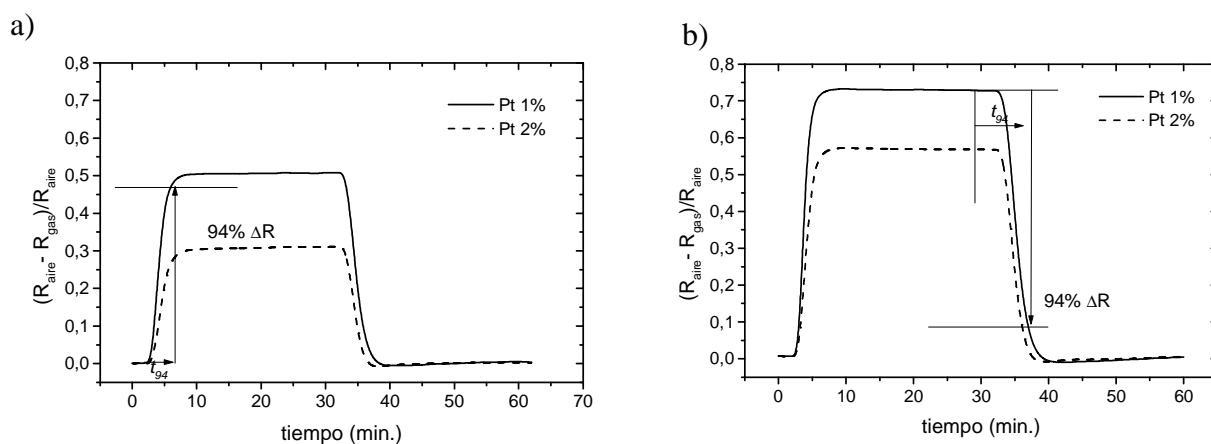 a)
0,8
0,7
0,6
0,5
0,4
0,3
0,2
0,1
0,0
(R_aire - R_gas)/R_aire
Pt 1%
Pt 2%
94% ΔR
t_94
0 10 20 30 40 50 60 70
tiempo (min.)
b)
0,8
0,7
0,6
0,5
0,4
0,3
0,2
0,1
0,0
(R_aire - R_gas)/R_aire
Pt 1%
Pt 2%
t_94
94% ΔR
0 10 20 30 40 50 60
tiempo (min.)